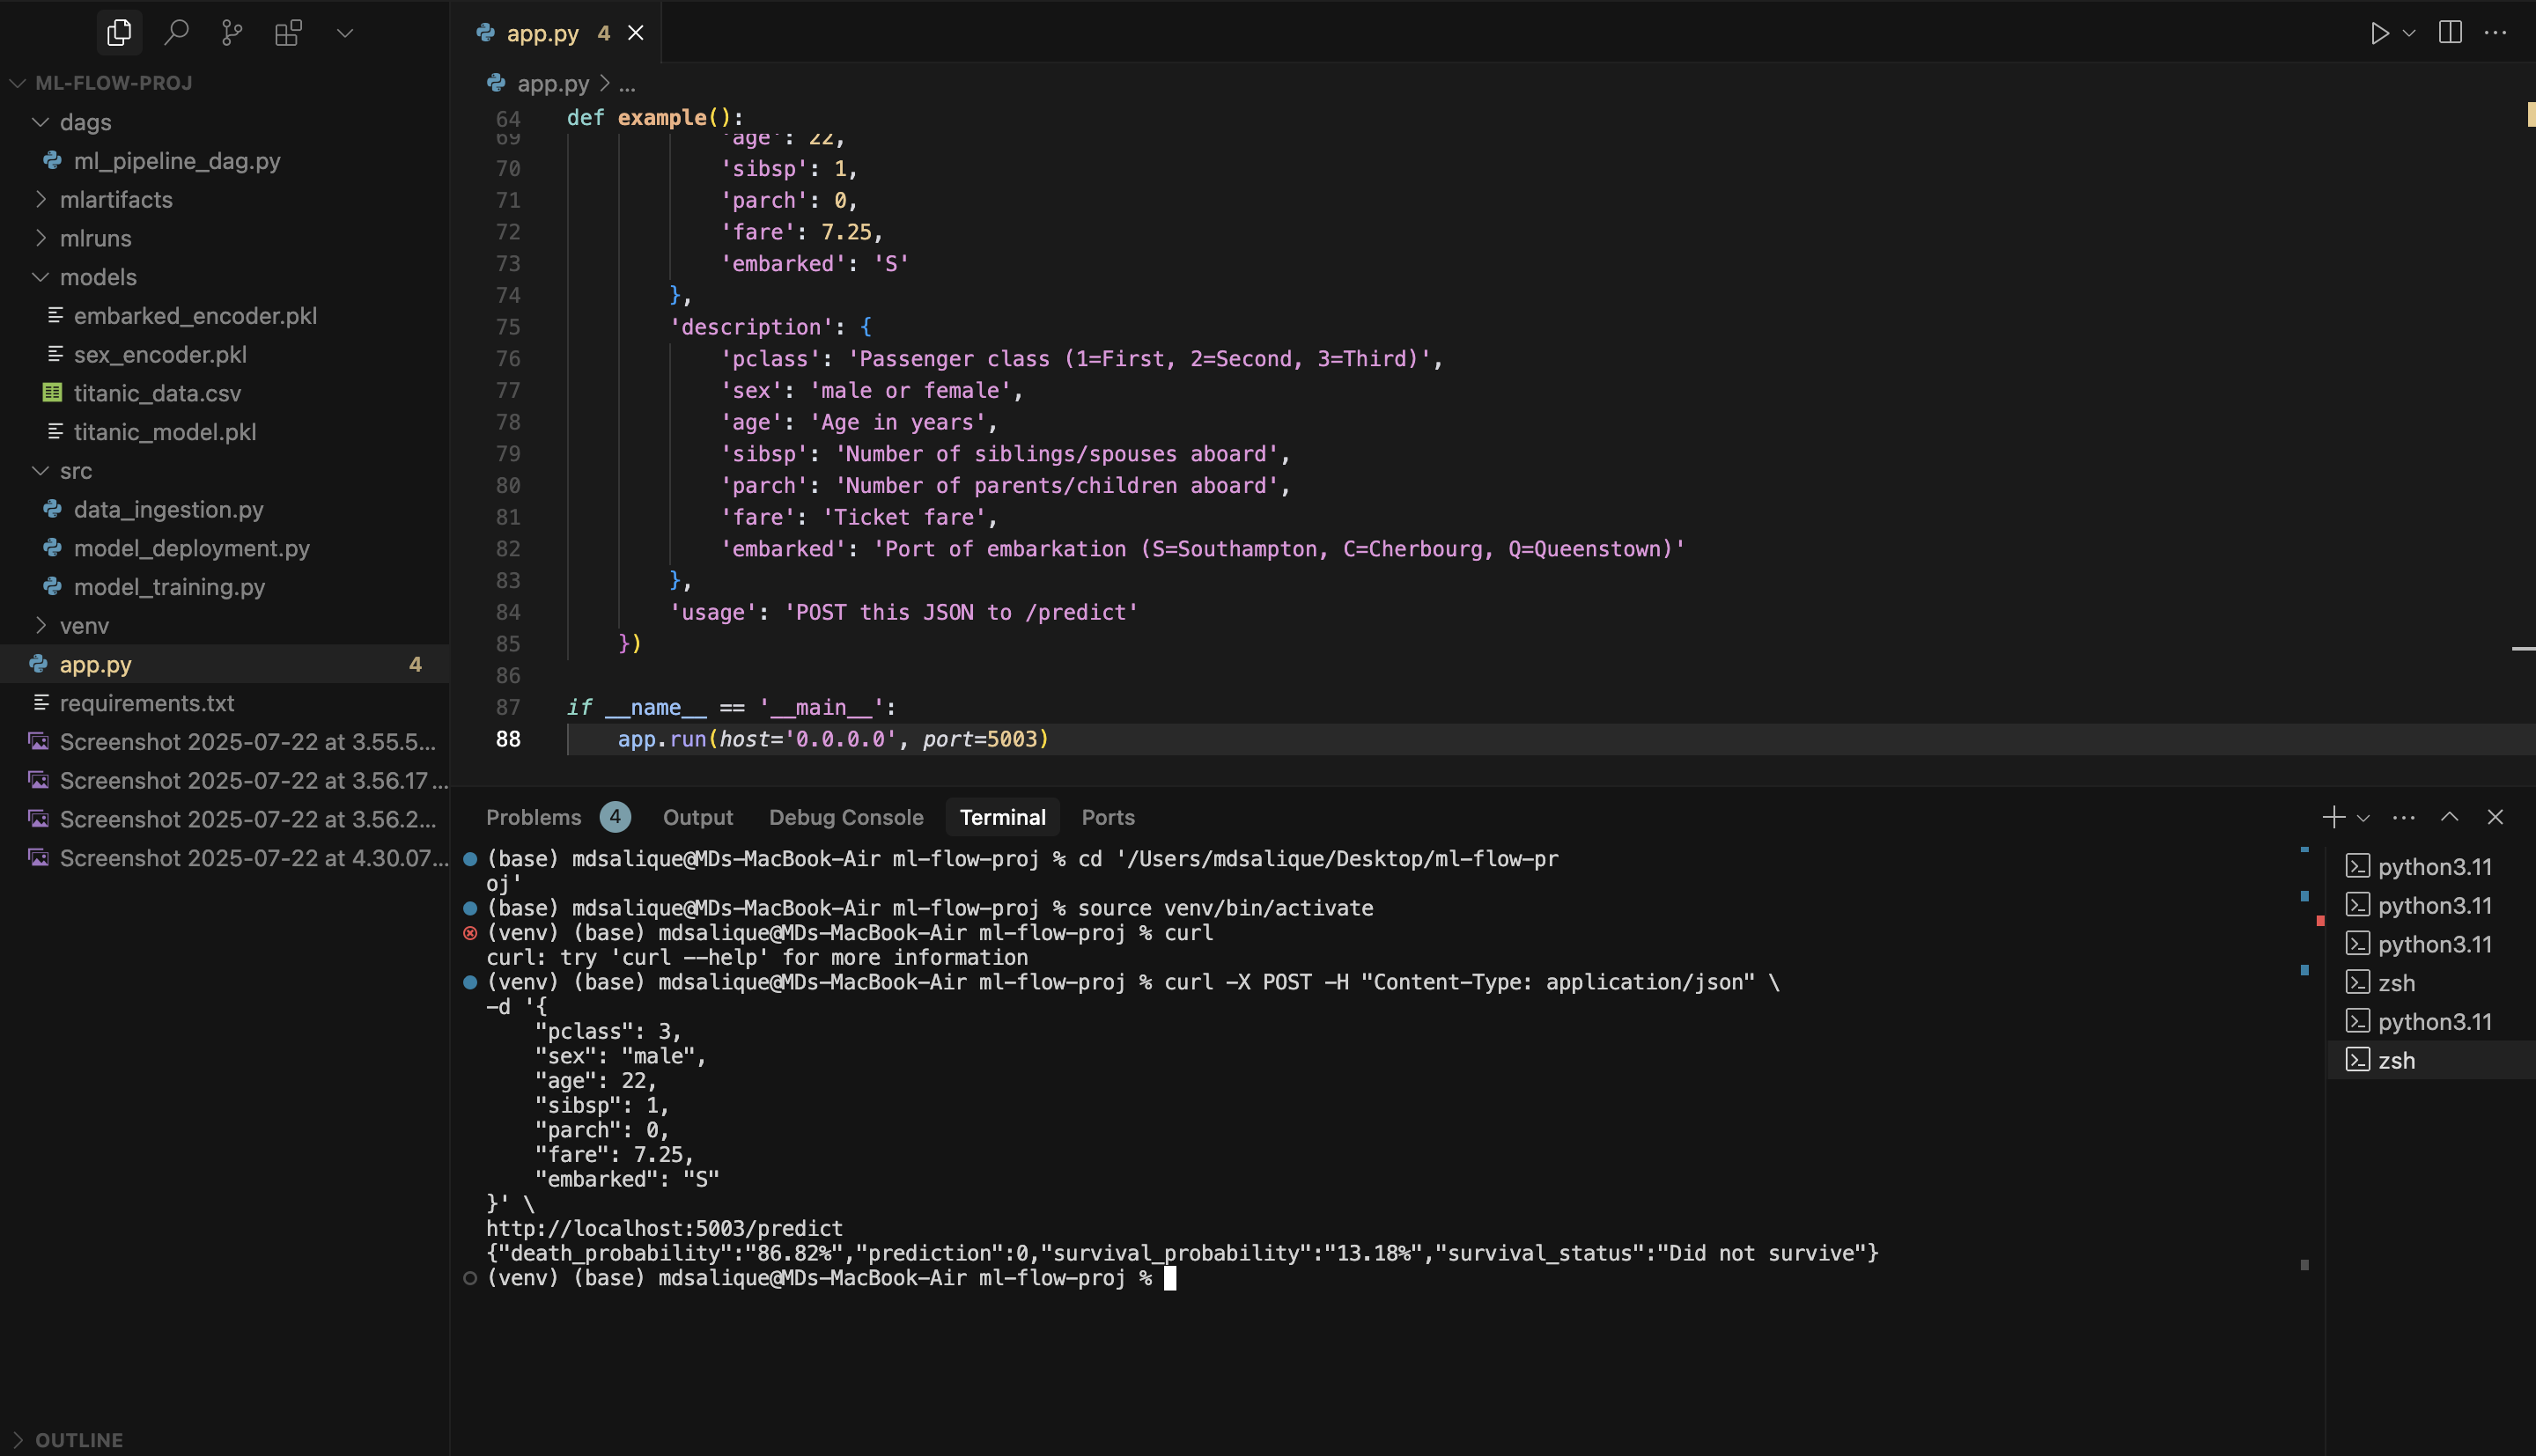 ML-FLOW-PROJ
dags
ml_pipeline_dag.py
mlartifacts
mlruns
models
embarked_encoder.pkl
sex_encoder.pkl
titanic_data.csv
titanic_model.pkl
src
data_ingestion.py
model_deployment.py
model_training.py
venv
app.py 4
requirements.txt
Screenshot 2025-07-22 at 3.55.5...
Screenshot 2025-07-22 at 3.56.17 ...
Screenshot 2025-07-22 at 3.56.2...
Screenshot 2025-07-22 at 4.30.07...
OUTLINE
app.py 4
app.py > ...
64 def example():
69 'age': 22,
70 'sibsp': 1,
71 'parch': 0,
72 'fare': 7.25,
73 'embarked': 'S'
74 },
75 'description': {
76 'pclass': 'Passenger class (1=First, 2=Second, 3=Third)',
77 'sex': 'male or female',
78 'age': 'Age in years',
79 'sibsp': 'Number of siblings/spouses aboard',
80 'parch': 'Number of parents/children aboard',
81 'fare': 'Ticket fare',
82 'embarked': 'Port of embarkation (S=Southampton, C=Cherbourg, Q=Queenstown)'
83 },
84 'usage': 'POST this JSON to /predict'
85 })
86
87 if __name__ == '__main__':
88 app.run(host='0.0.0.0', port=5003)
Problems 4 Output Debug Console Terminal Ports
(base) mdsalique@MDs-MacBook-Air ml-flow-proj % cd '/Users/mdsalique/Desktop/ml-flow-pr
oj'
(base) mdsalique@MDs-MacBook-Air ml-flow-proj % source venv/bin/activate
(venv) (base) mdsalique@MDs-MacBook-Air ml-flow-proj % curl
curl: try 'curl --help' for more information
(venv) (base) mdsalique@MDs-MacBook-Air ml-flow-proj % curl -X POST -H "Content-Type: application/json" \
-d '{
"pclass": 3,
"sex": "male",
"age": 22,
"sibsp": 1,
"parch": 0,
"fare": 7.25,
"embarked": "S"
}' \
http://localhost:5003/predict
{"death_probability":"86.82%","prediction":0,"survival_probability":"13.18%","survival_status":"Did not survive"}
(venv) (base) mdsalique@MDs-MacBook-Air ml-flow-proj %
python3.11
python3.11
python3.11
zsh
python3.11
zsh